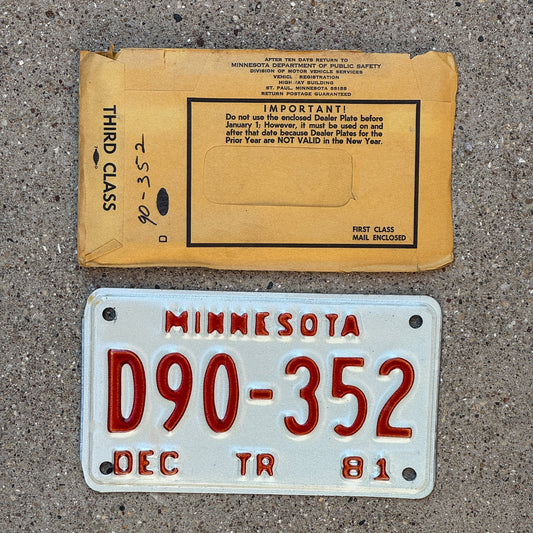 AFTER TEN DAYS RETURN TO
MINNESOTA DEPARTMENT OF PUBLIC SAFETY
DIVISION OF MOTOR VEHICLE SERVICES
VEHICL REGISTRATION
HIGH AY BUILDING
ST. PAUL, MINNESOTA 55155
RETURN POSTAGE GUARANTEED
IMPORTANT!
Do not use the enclosed Dealer Plate before
January 1; However, it must be used on and
after that date because Dealer Plates for the
Prior Year are NOT VALID in the New Year.
FIRST CLASS
MAIL ENCLOSED
THIRD CLASS
D 90-352
MINNESOTA
D90-352
DEC TR 81